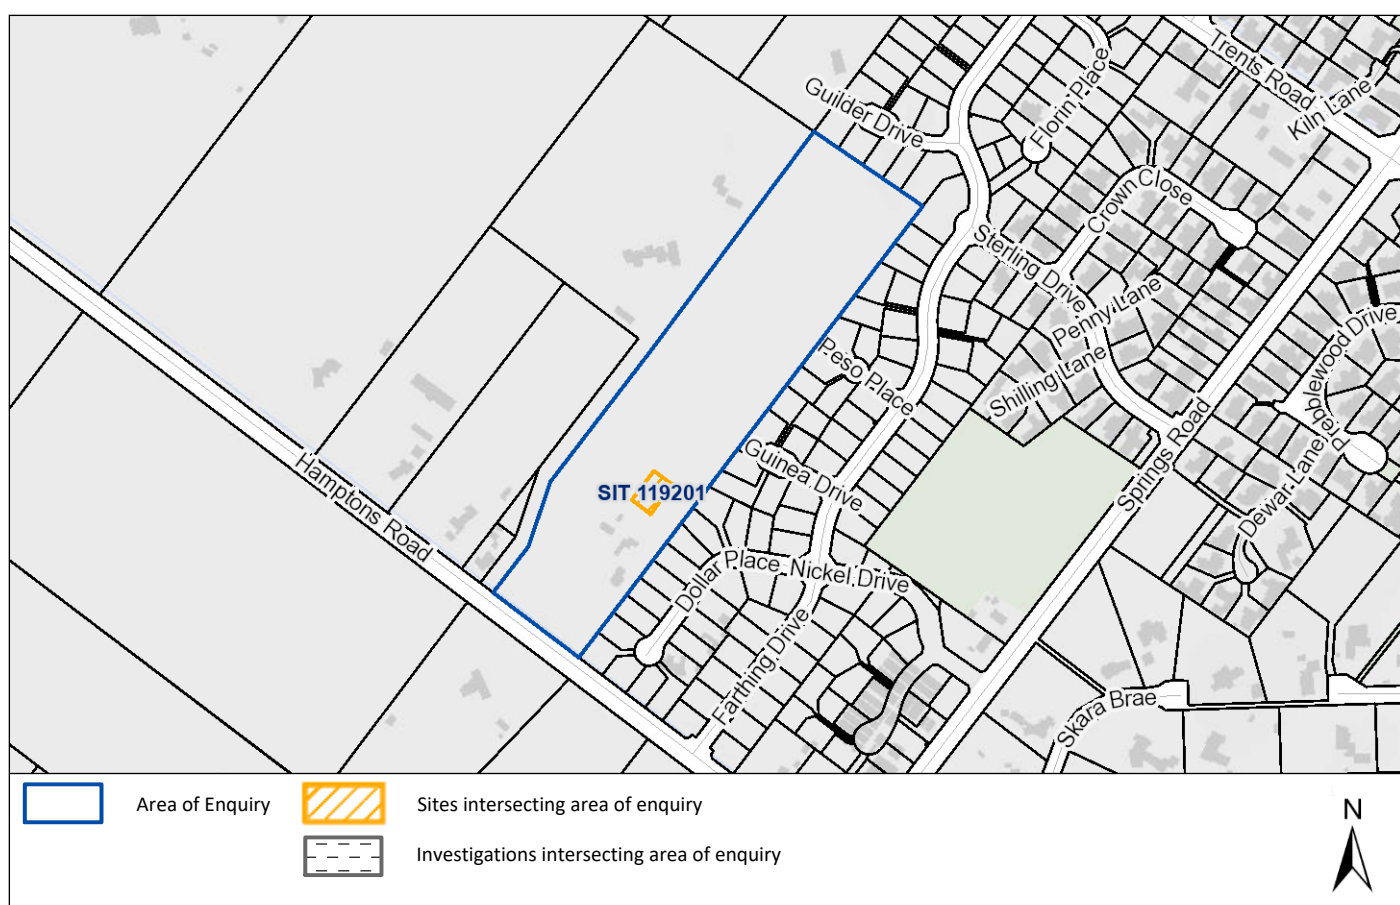 Trents Road
Kiln Lane
Florin Place
Guilder Drive
Crown Close
Sterling Drive
Penny Lane
Shilling Lane
Peso Place
Trebblewood Drive
Guinea Drive
Springs Road
Dewar Lane
Hamptons Road
SIT 119201
Dollar Place
Nickel Drive
Farthing Drive
Skara Brae
Area of Enquiry
Sites intersecting area of enquiry
Investigations intersecting area of enquiry
N